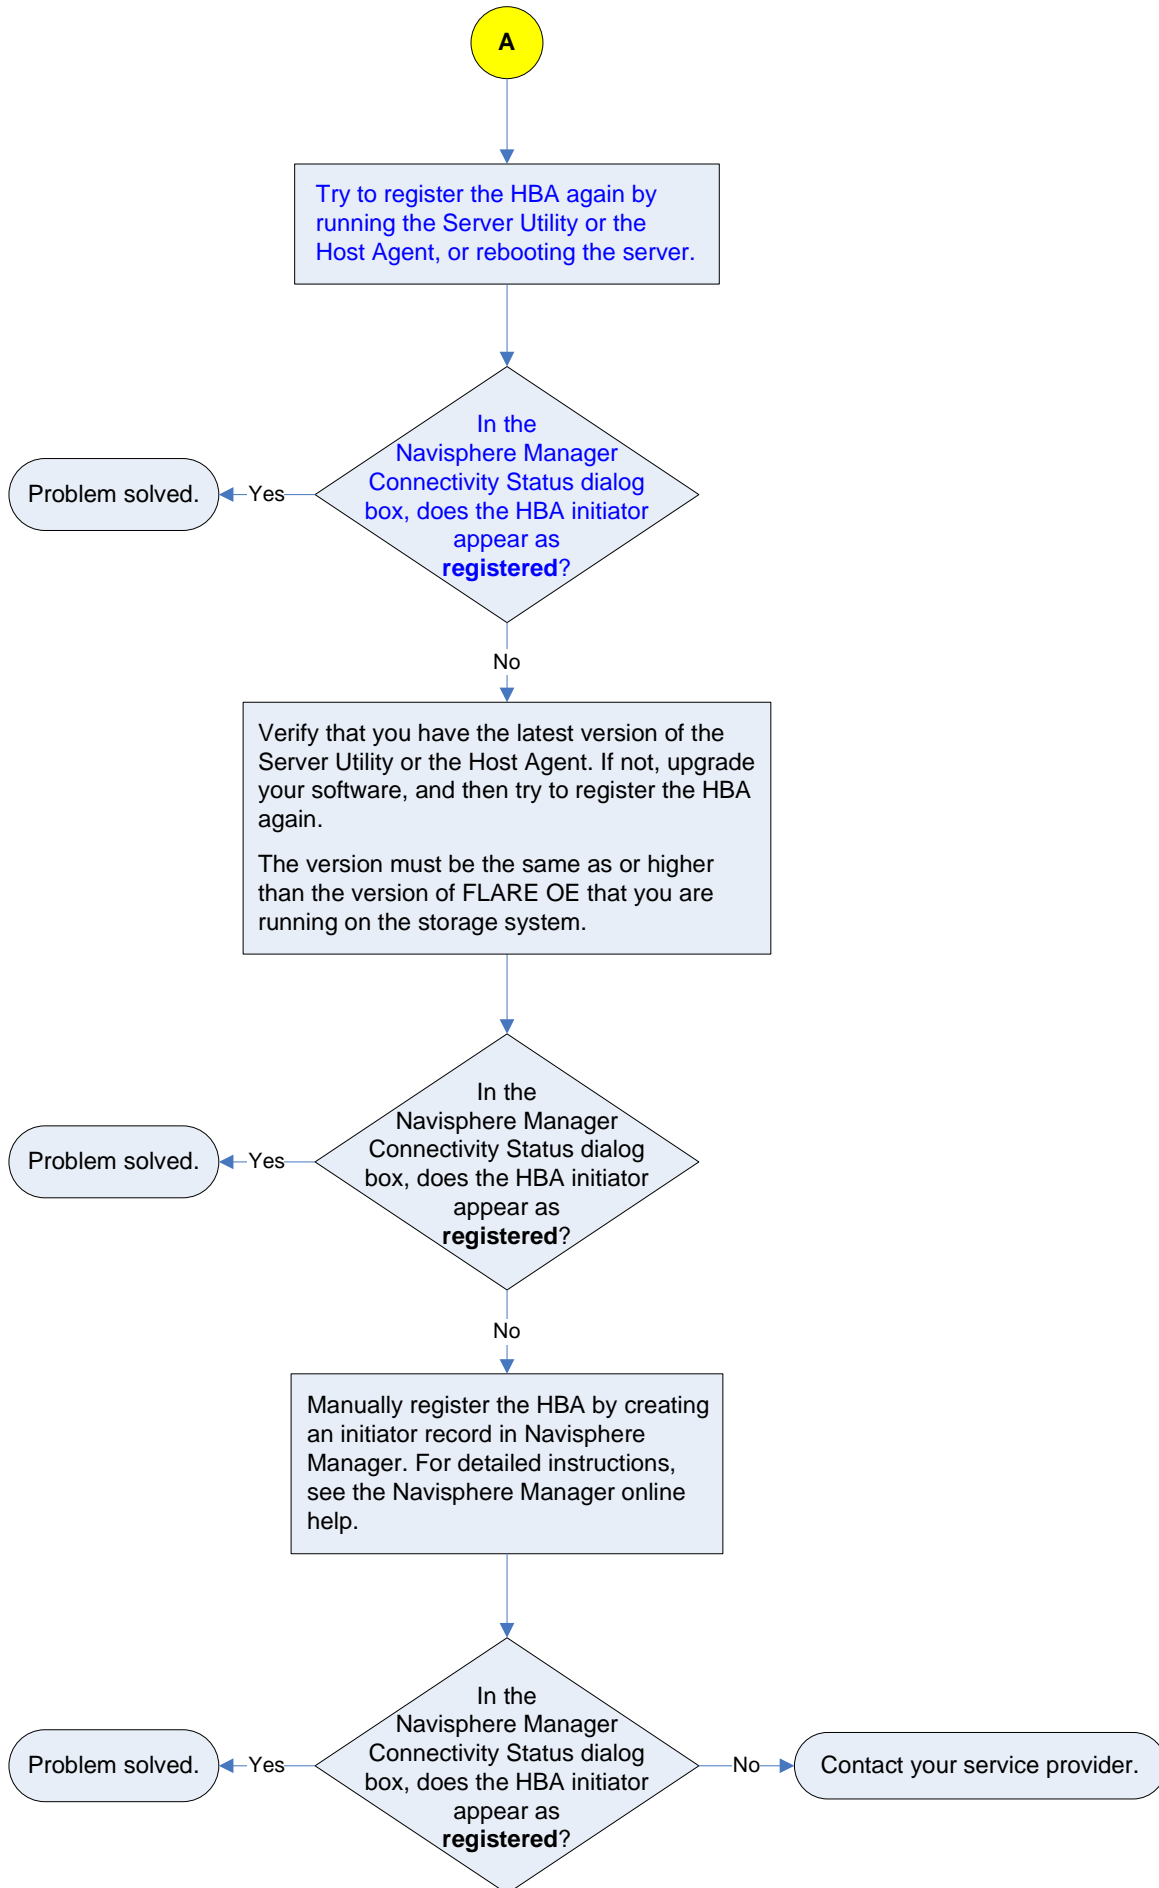 A
Try to register the HBA again by
running the Server Utility or the
Host Agent, or rebooting the server.
In the
Navisphere Manager
Connectivity Status dialog
box, does the HBA initiator
appear as
registered?
Yes
Problem solved.
No
Verify that you have the latest version of the
Server Utility or the Host Agent. If not, upgrade
your software, and then try to register the HBA
again.
The version must be the same as or higher
than the version of FLARE OE that you are
running on the storage system.
In the
Navisphere Manager
Connectivity Status dialog
box, does the HBA initiator
appear as
registered?
Yes
Problem solved.
No
Manually register the HBA by creating
an initiator record in Navisphere
Manager. For detailed instructions,
see the Navisphere Manager online
help.
In the
Navisphere Manager
Connectivity Status dialog
box, does the HBA initiator
appear as
registered?
Yes
Problem solved.
No
Contact your service provider.